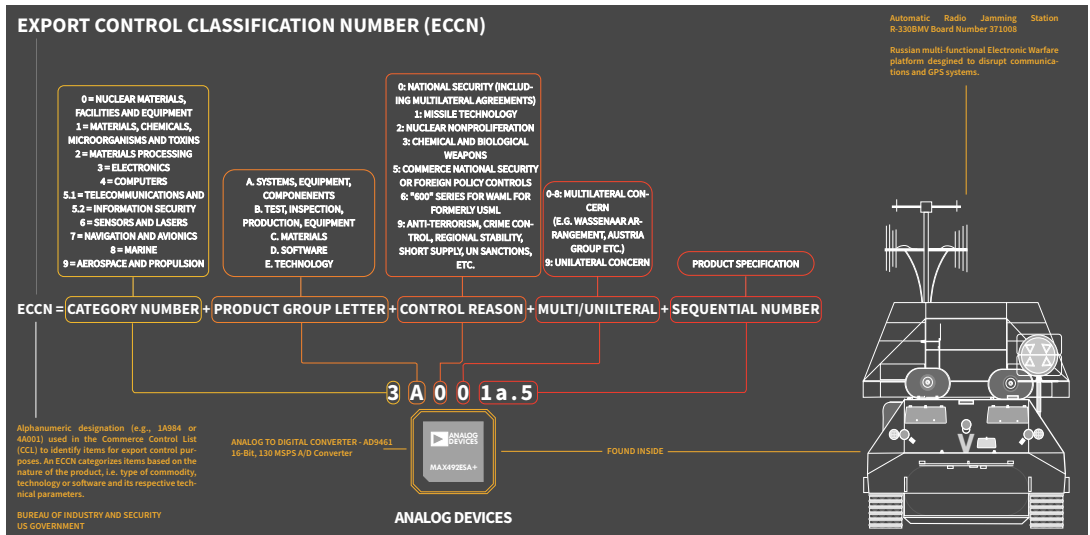 EXPORT CONTROL CLASSIFICATION NUMBER (ECCN)
Automatic Radio Jamming Station
R-330BMV Board Number 371008
Russian multi-functional Electronic Warfare
platform desgined to disrupt communica-
tions and GPS systems.
0 = NUCLEAR MATERIALS,
FACILITIES AND EQUIPMENT
1 = MATERIALS, CHEMICALS,
MICROORGANISMS AND TOXINS
2 = MATERIALS PROCESSING
3 = ELECTRONICS
4 = COMPUTERS
5.1 = TELECOMMUNICATIONS AND
5.2 = INFORMATION SECURITY
6 = SENSORS AND LASERS
7 = NAVIGATION AND AVIONICS
8 = MARINE
9 = AEROSPACE AND PROPULSION
A. SYSTEMS, EQUIPMENT,
COMPONENENTS
B. TEST, INSPECTION,
PRODUCTION, EQUIPMENT
C. MATERIALS
D. SOFTWARE
E. TECHNOLOGY
0: NATIONAL SECURITY (INCLUD-
ING MULTILATERAL AGREEMENTS)
1: MISSILE TECHNOLOGY
2: NUCLEAR NONPROLIFERATION
3: CHEMICAL AND BIOLOGICAL
WEAPONS
5: COMMERCE NATIONAL SECURITY
OR FOREIGN POLICY CONTROLS
6: "600" SERIES FOR WAML FOR
FORMERLY USML
9: ANTI-TERRORISM, CRIME CON-
TROL, REGIONAL STABILITY,
SHORT SUPPLY, UN SANCTIONS,
ETC.
0-8: MULTILATERAL CON-
CERN
(E.G. WASSENAAR AR-
RANGEMENT, AUSTRIA
GROUP ETC.)
9: UNILATERAL CONCERN
PRODUCT SPECIFICATION
ECCN = CATEGORY NUMBER + PRODUCT GROUP LETTER + CONTROL REASON + MULTI/UNILTERAL + SEQUENTIAL NUMBER
3 A 0 0 1a.5
Alphanumeric designation (e.g., 1A984 or
4A001) used in the Commerce Control List
(CCL) to identify items for export control pur-
poses. An ECCN categorizes items based on the
nature of the product, i.e. type of commodity,
technology or software and its respective tech-
nical parameters.
BUREAU OF INDUSTRY AND SECURITY
US GOVERNMENT
ANALOG TO DIGITAL CONVERTER - AD9461
16-Bit, 130 MSPS A/D Converter
ANALOG
DEVICES
MAX492ESA+
FOUND INSIDE
V
ANALOG DEVICES